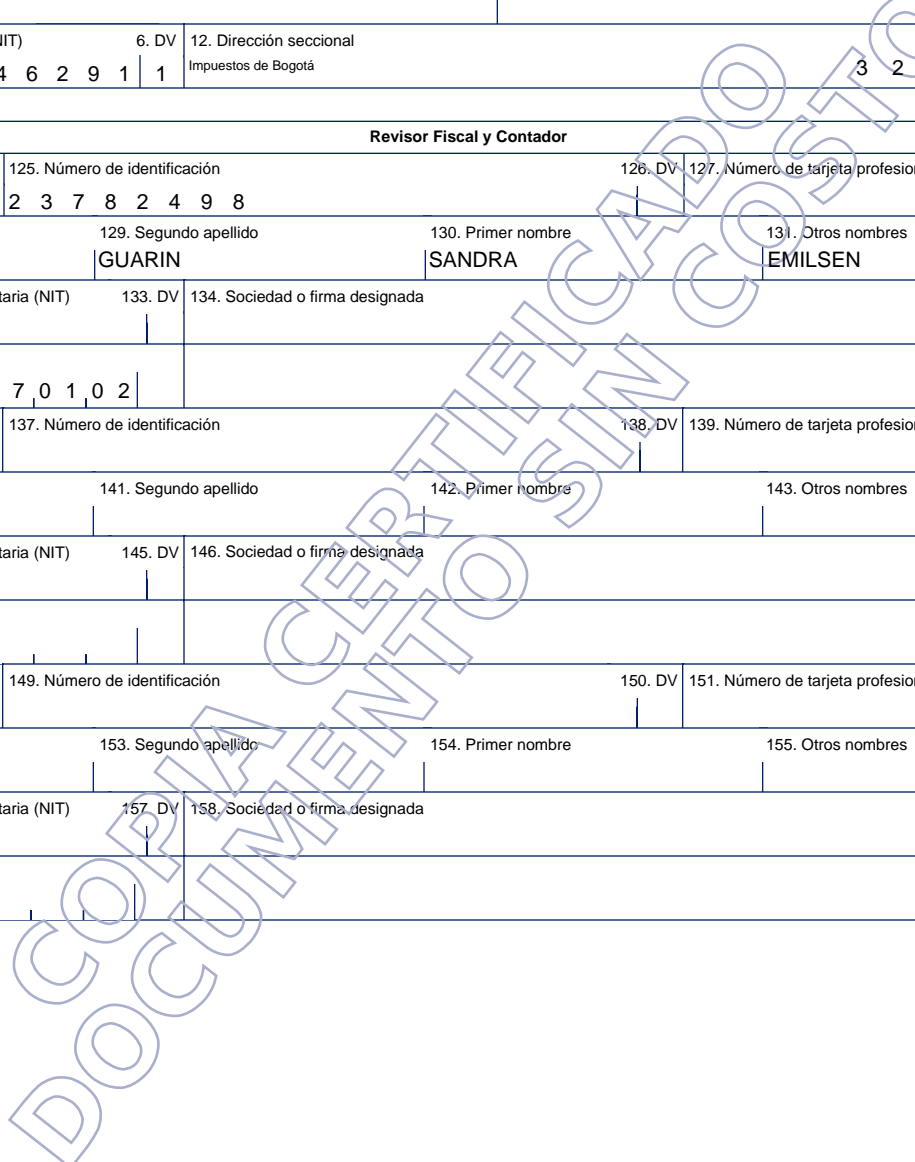 IIT) 6. DV 12. Dirección seccional
4 6 2 9 1 1 Impuestos de Bogotá 3 2
Revisor Fiscal y Contador
125. Número de identificación 126. DV 127. Número de tarjeta profesion
2 3 7 8 2 4 9 8
129. Segundo apellido 130. Primer nombre 131. Otros nombres
GUARIN SANDRA EMILSEN
taria (NIT) 133. DV 134. Sociedad o firma designada
7 0 1 0 2
137. Número de identificación 138. DV 139. Número de tarjeta profesion
141. Segundo apellido 142. Primer nombre 143. Otros nombres
taria (NIT) 145. DV 146. Sociedad o firma designada
149. Número de identificación 150. DV 151. Número de tarjeta profesion
153. Segundo apellido 154. Primer nombre 155. Otros nombres
taria (NIT) 157. DV 158. Sociedad o firma designada
COPIA CERTIFICADO
DOCUMENTO SIN COSTO